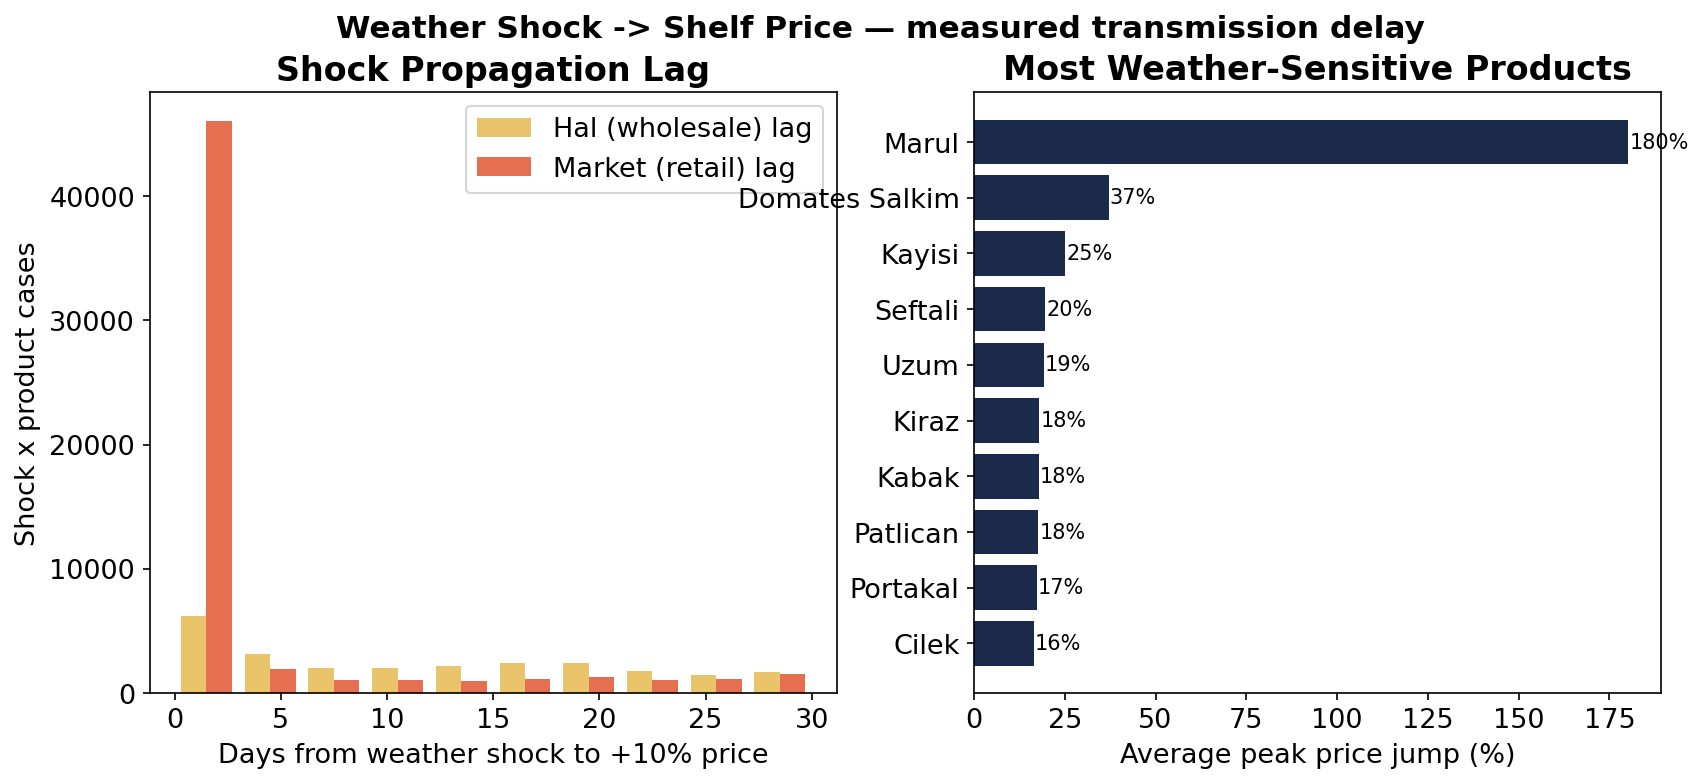 Weather Shock -> Shelf Price — measured transmission delay
Shock Propagation Lag
Hal (wholesale) lag
Market (retail) lag
Shock x product cases
40000
30000
20000
10000
0
0 5 10 15 20 25 30
Days from weather shock to +10% price
Most Weather-Sensitive Products
Marul 180%
Domates Salkim 37%
Kayisi 25%
Seftali 20%
Uzum 19%
Kiraz 18%
Kabak 18%
Patlican 18%
Portakal 17%
Cilek 16%
0 25 50 75 100 125 150 175
Average peak price jump (%)